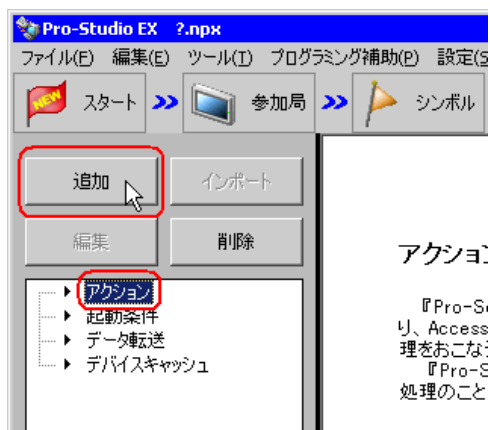 Pro-Studio EX ?.npx
ファイル(F) 編集(E) ツール(T) プログラミング補助(P) 設定(S
NEW スタート 参加局 シンボル
追加 インポート
編集 削除
アクション
起動条件
データ転送
デバイスキャッシュ
アクション
『Pro-Se
り、Access
理をおこな
『Pro-S
処理のこと